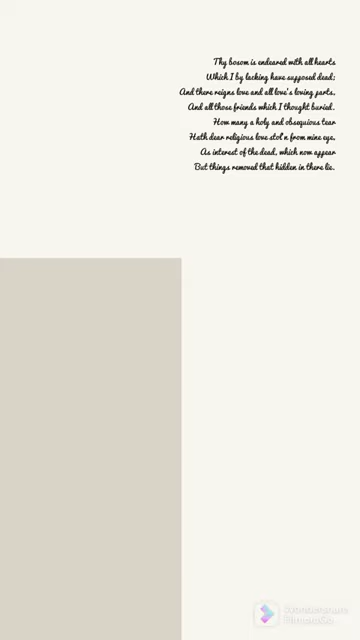 Thy bosom is endeared with all hearts
Which I by lacking have supposed dead;
And there reigns love and all love's loving parts,
And all those friends which I thought buried.
How many a holy and obsequious tear
Hath dear religious love stol'n from mine eye,
As interest of the dead, which now appear
But things removed that hidden in there lie.
Wondershare
FilmoraGo